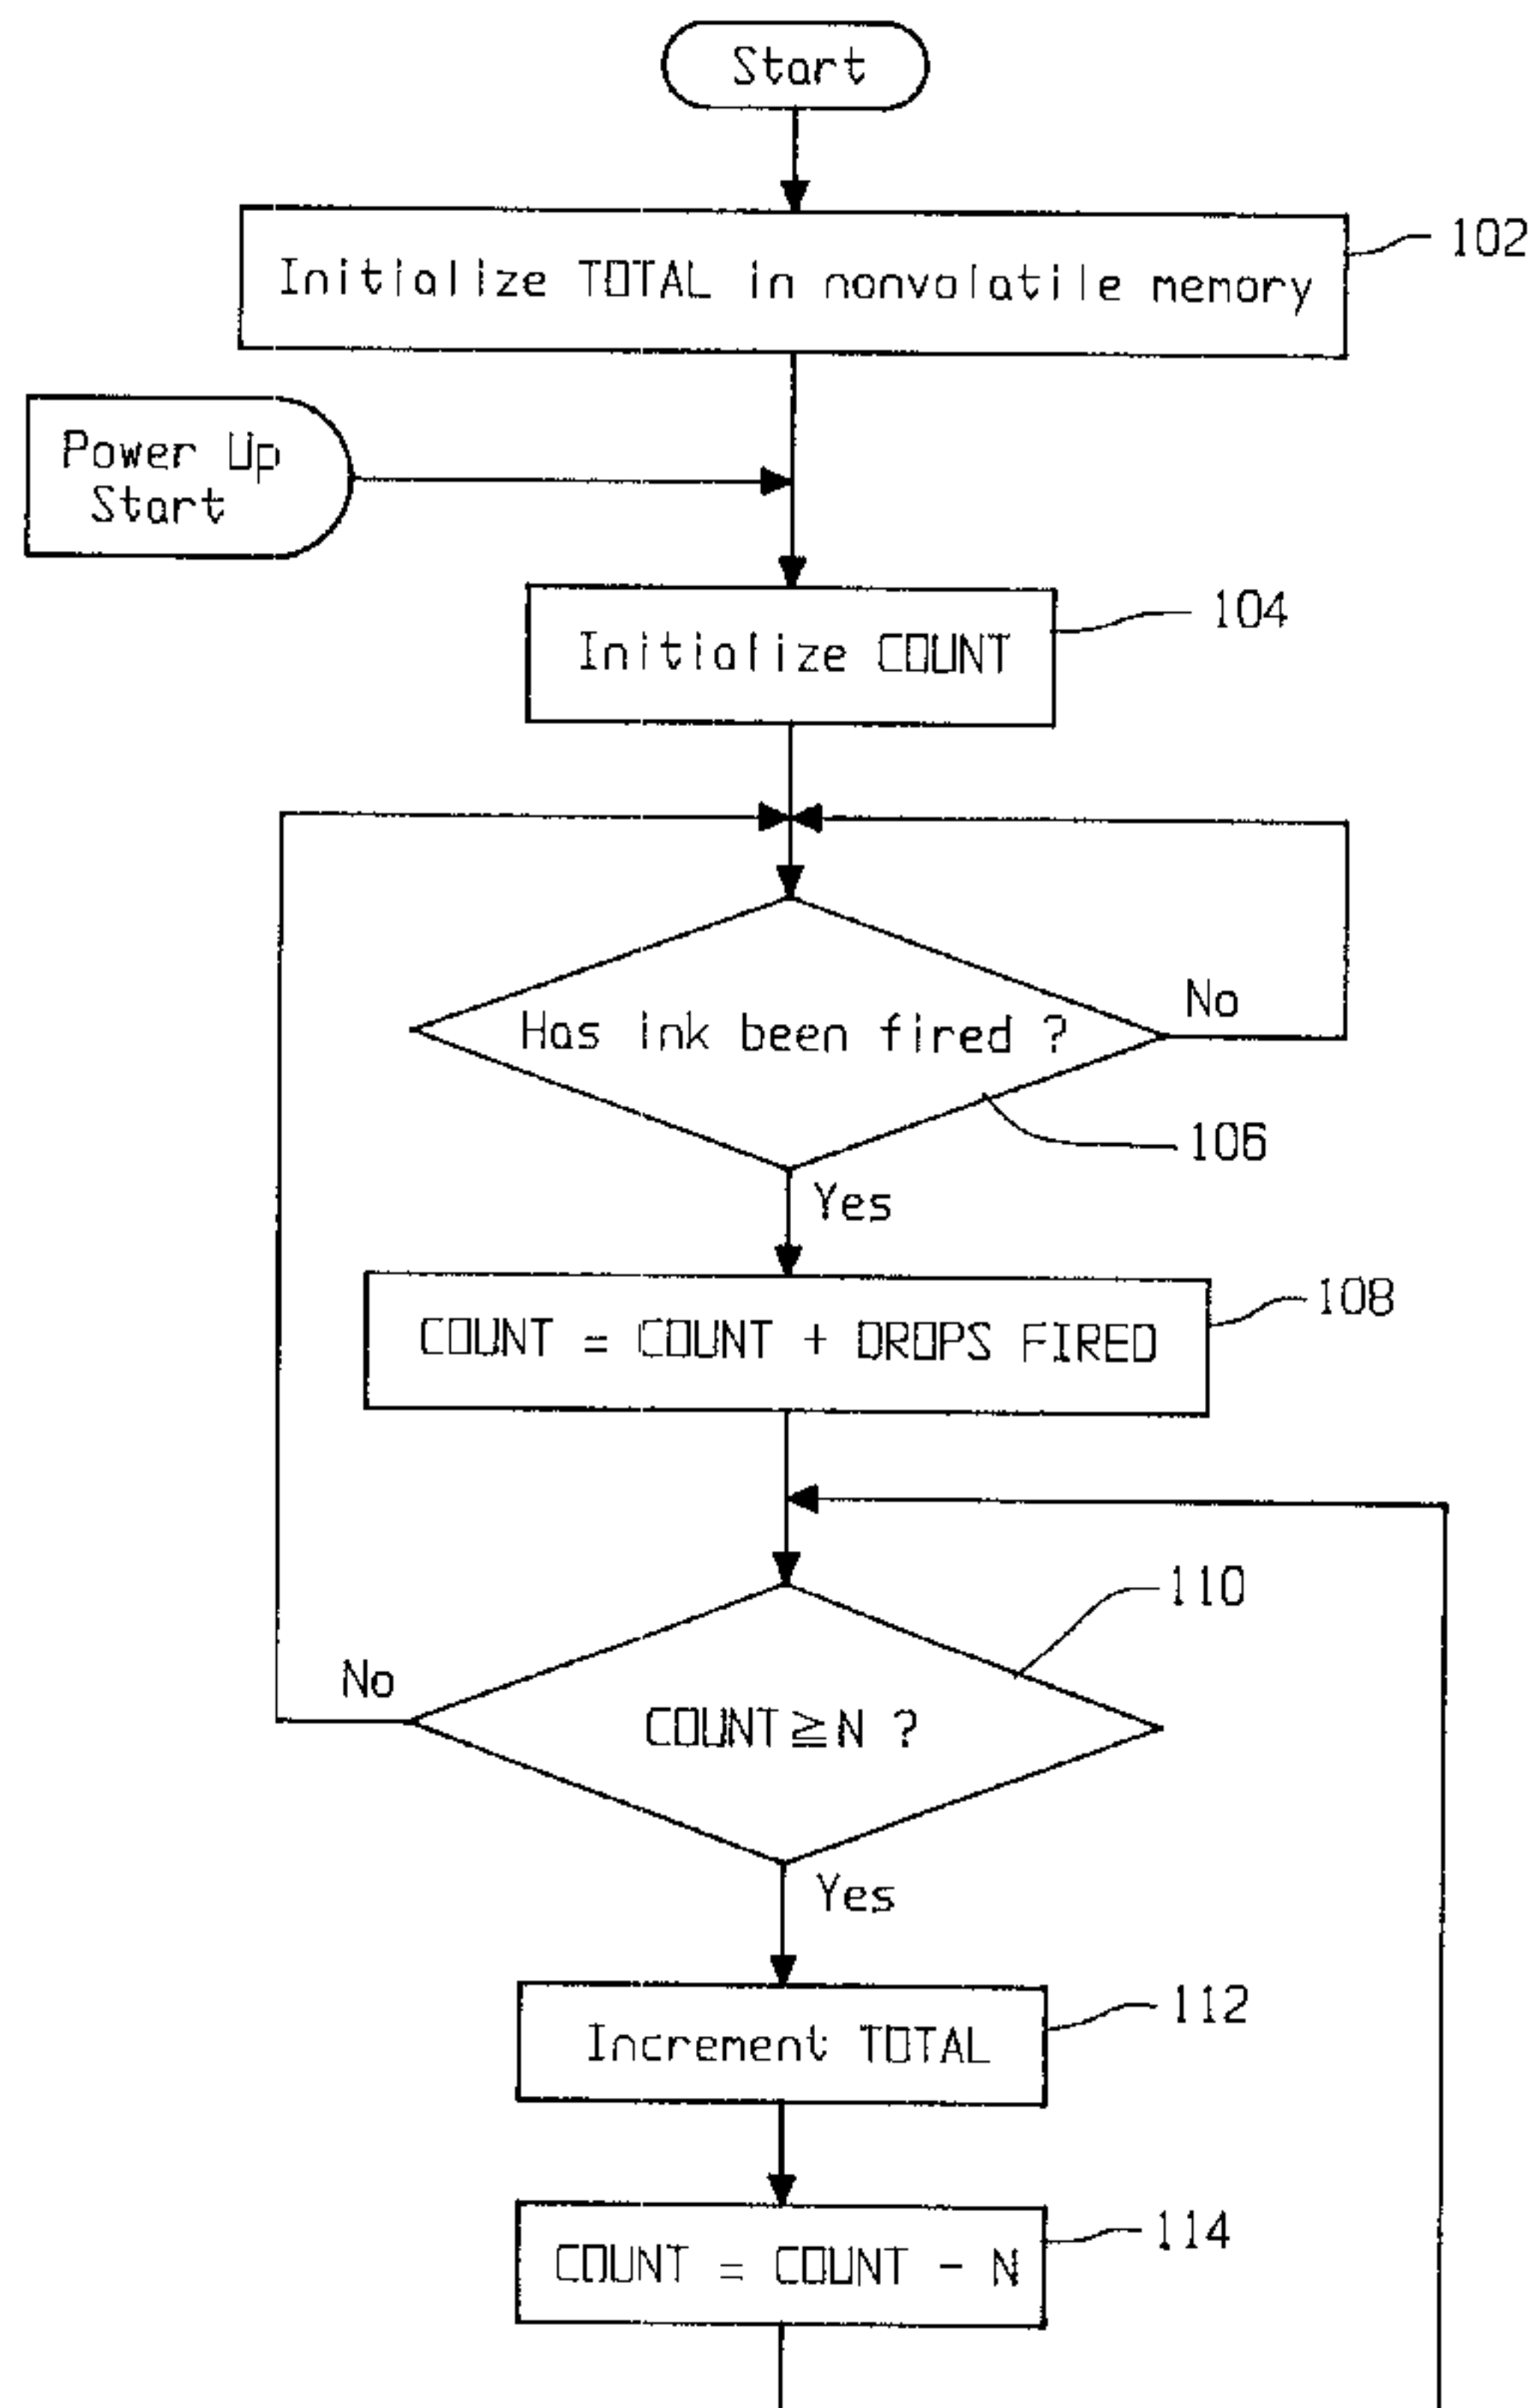 Start
Initialize TOTAL in nonvolatile memory
102
Power Up
Start
Initialize COUNT
104
Has ink been fired ?
No
106
Yes
COUNT = COUNT + DROPS FIRED
108
110
No
COUNT≧N ?
Yes
Increment TOTAL
112
COUNT = COUNT - N
114